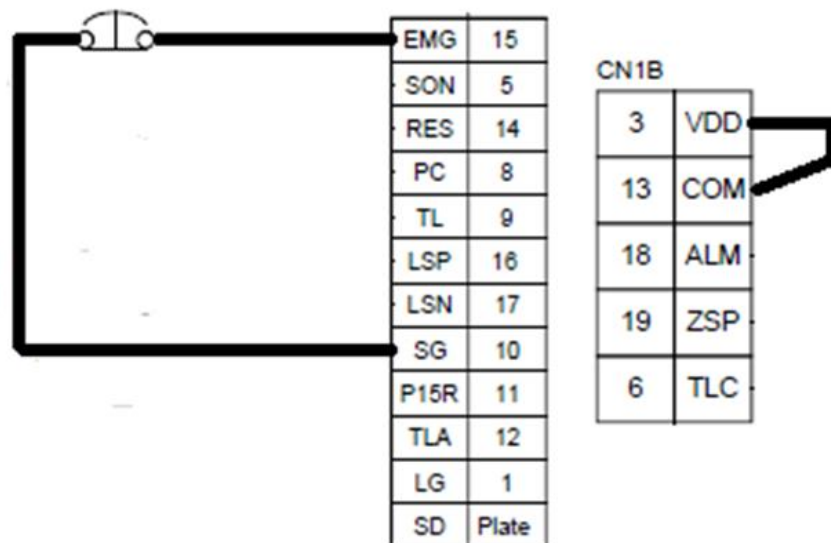 EMG 15
SON 5
RES 14
PC 8
TL 9
LSP 16
LSN 17
SG 10
P15R 11
TLA 12
LG 1
SD Plate
CN1B
3 VDD
13 COM
18 ALM
19 ZSP
6 TLC